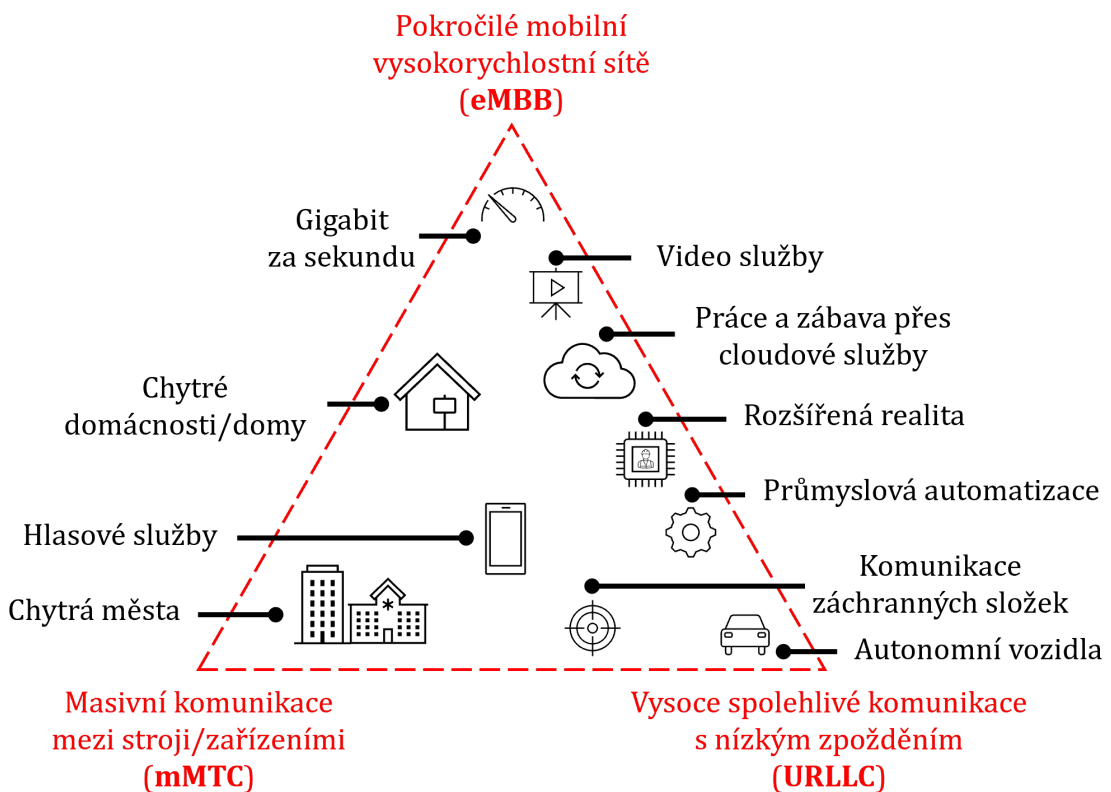 Pokročilé mobilní
vysokorychlostní sítě
(eMBB)
Gigabit
za sekundu
Video služby
Práce a zábava přes
cloudové služby
Chytré
domácnosti/domy
Rozšířená realita
Průmyslová automatizace
Hlasové služby
Komunikace
záchranných složek
Chytrá města
Autonomní vozidla
Masivní komunikace
mezi stroji/zařízeními
(mMTC)
Vysoce spolehlivé komunikace
s nízkým zpožděním
(URLLC)